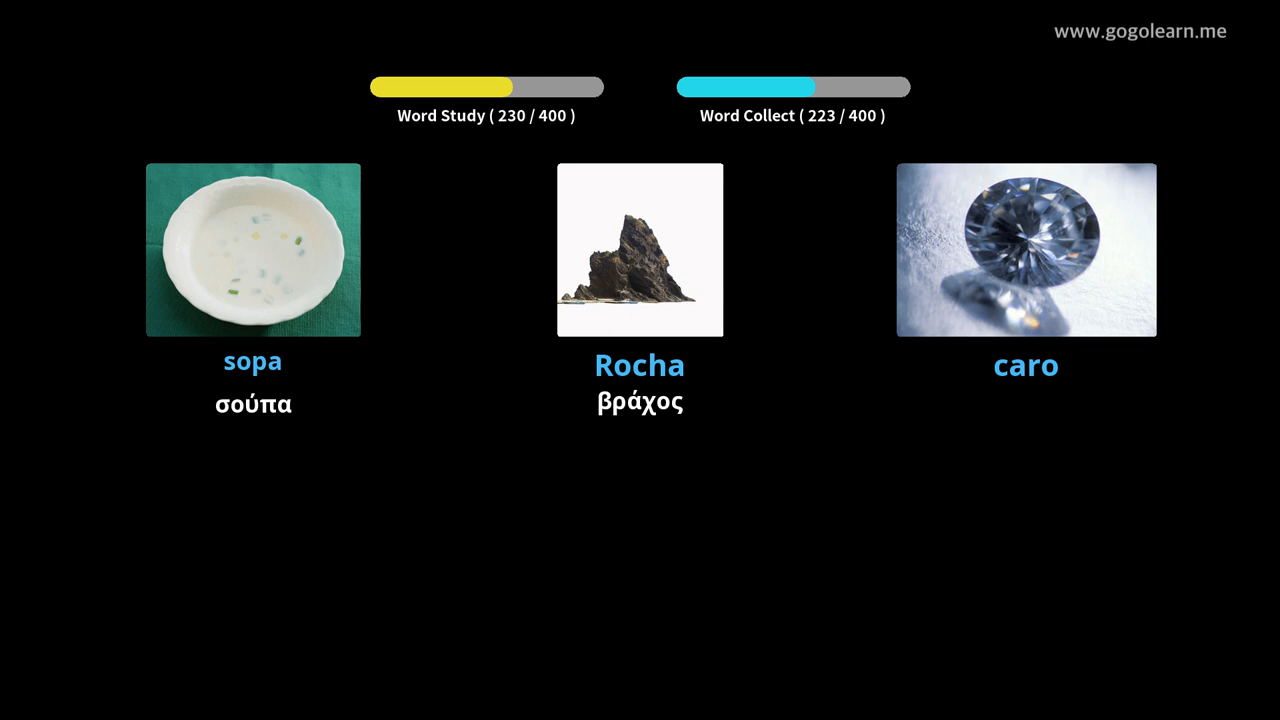 www.gogolearn.me
Word Study ( 230 / 400 )
Word Collect ( 223 / 400 )
sopa
σούπα
Rocha
βράχος
caro